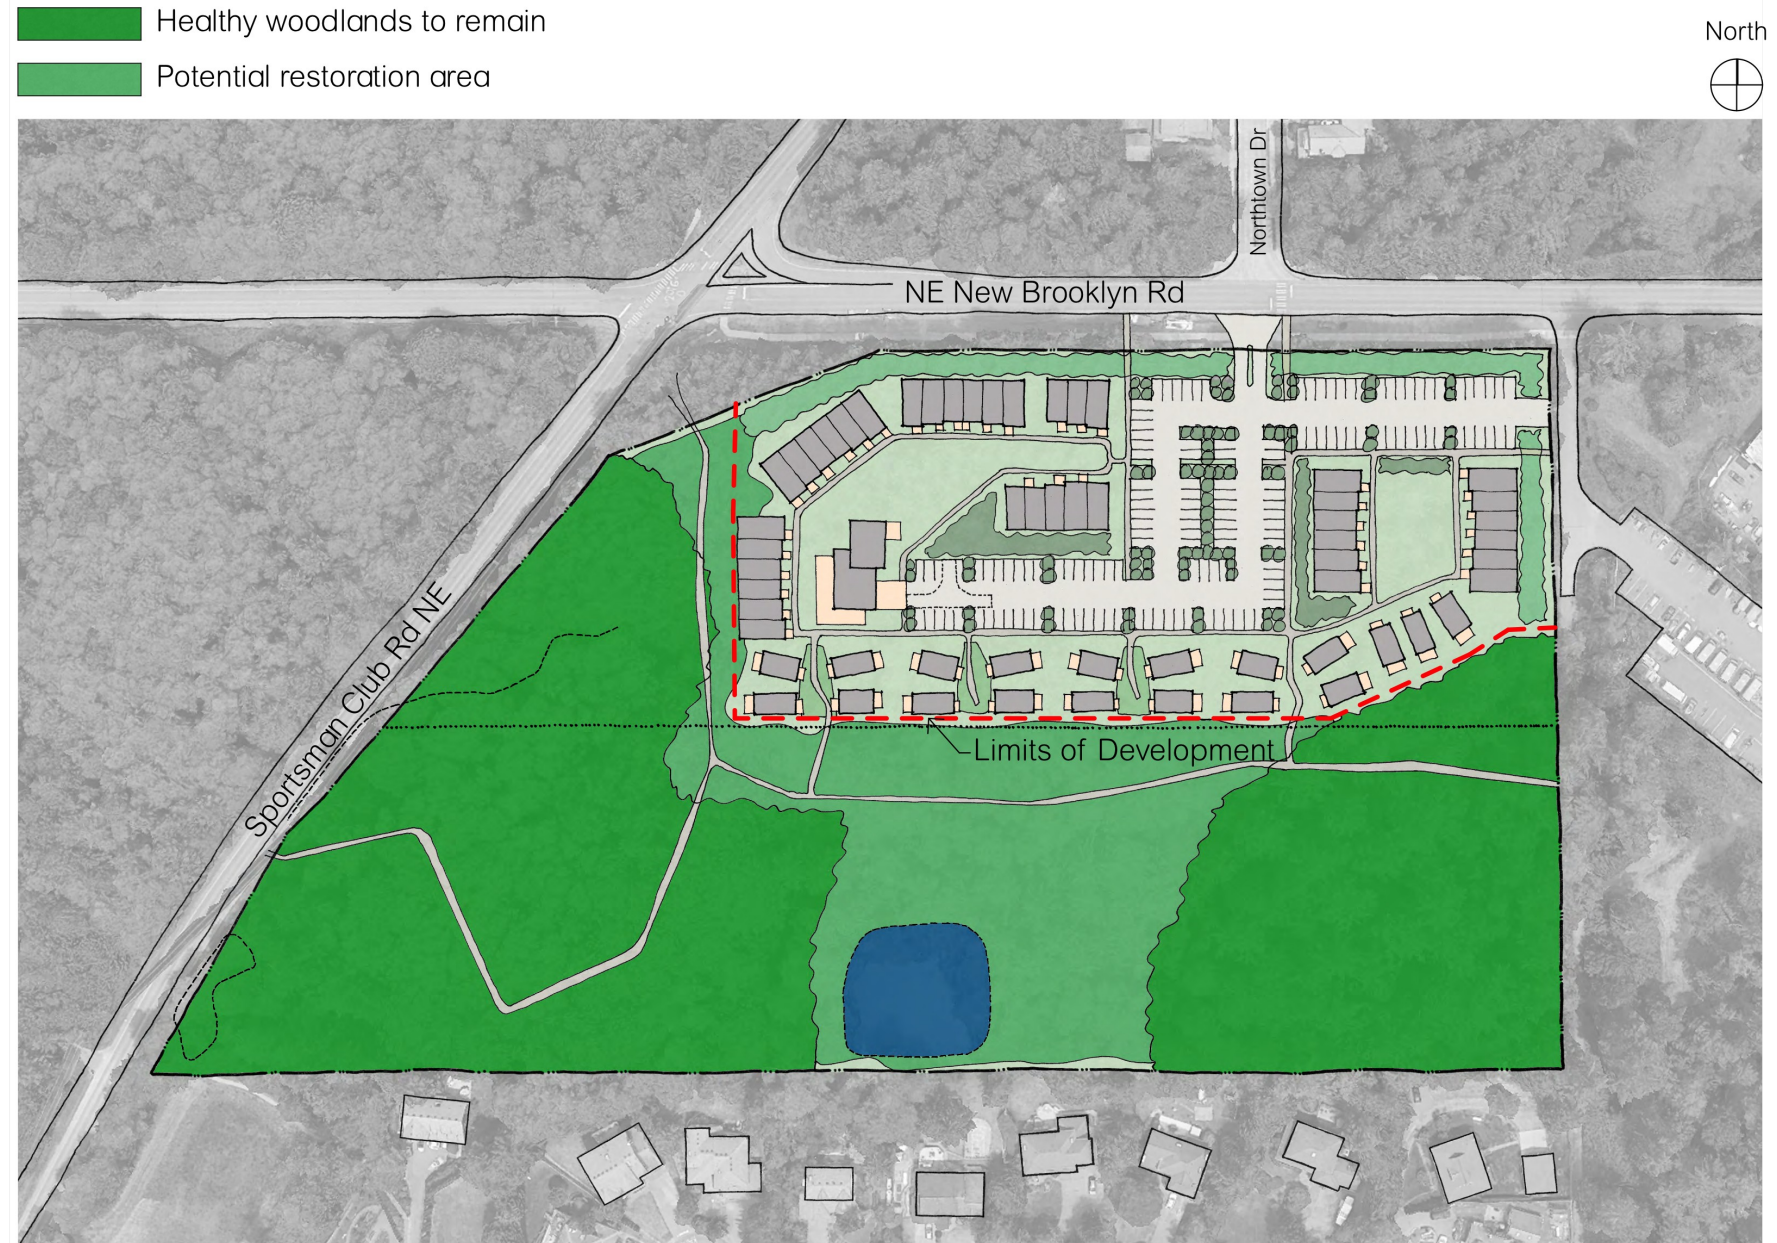 Healthy woodlands to remain
North
Potential restoration area
Northtown Dr
NE New Brooklyn Rd
Sportsman Club Rd NE
Limits of Development